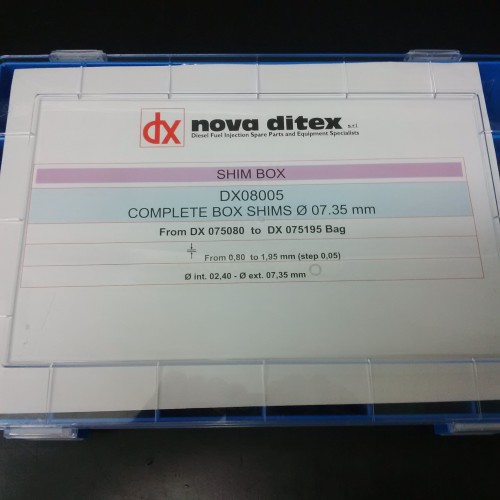 dx nova ditex s.r.l
Diesel Fuel Injection Spare Parts and Equipment Specialists
SHIM BOX
DX08005
COMPLETE BOX SHIMS Ø 07.35 mm
From DX 075080 to DX 075195 Bag
From 0,80 to 1,95 mm (step 0,05)
Ø int. 02,40 - Ø ext. 07,35 mm